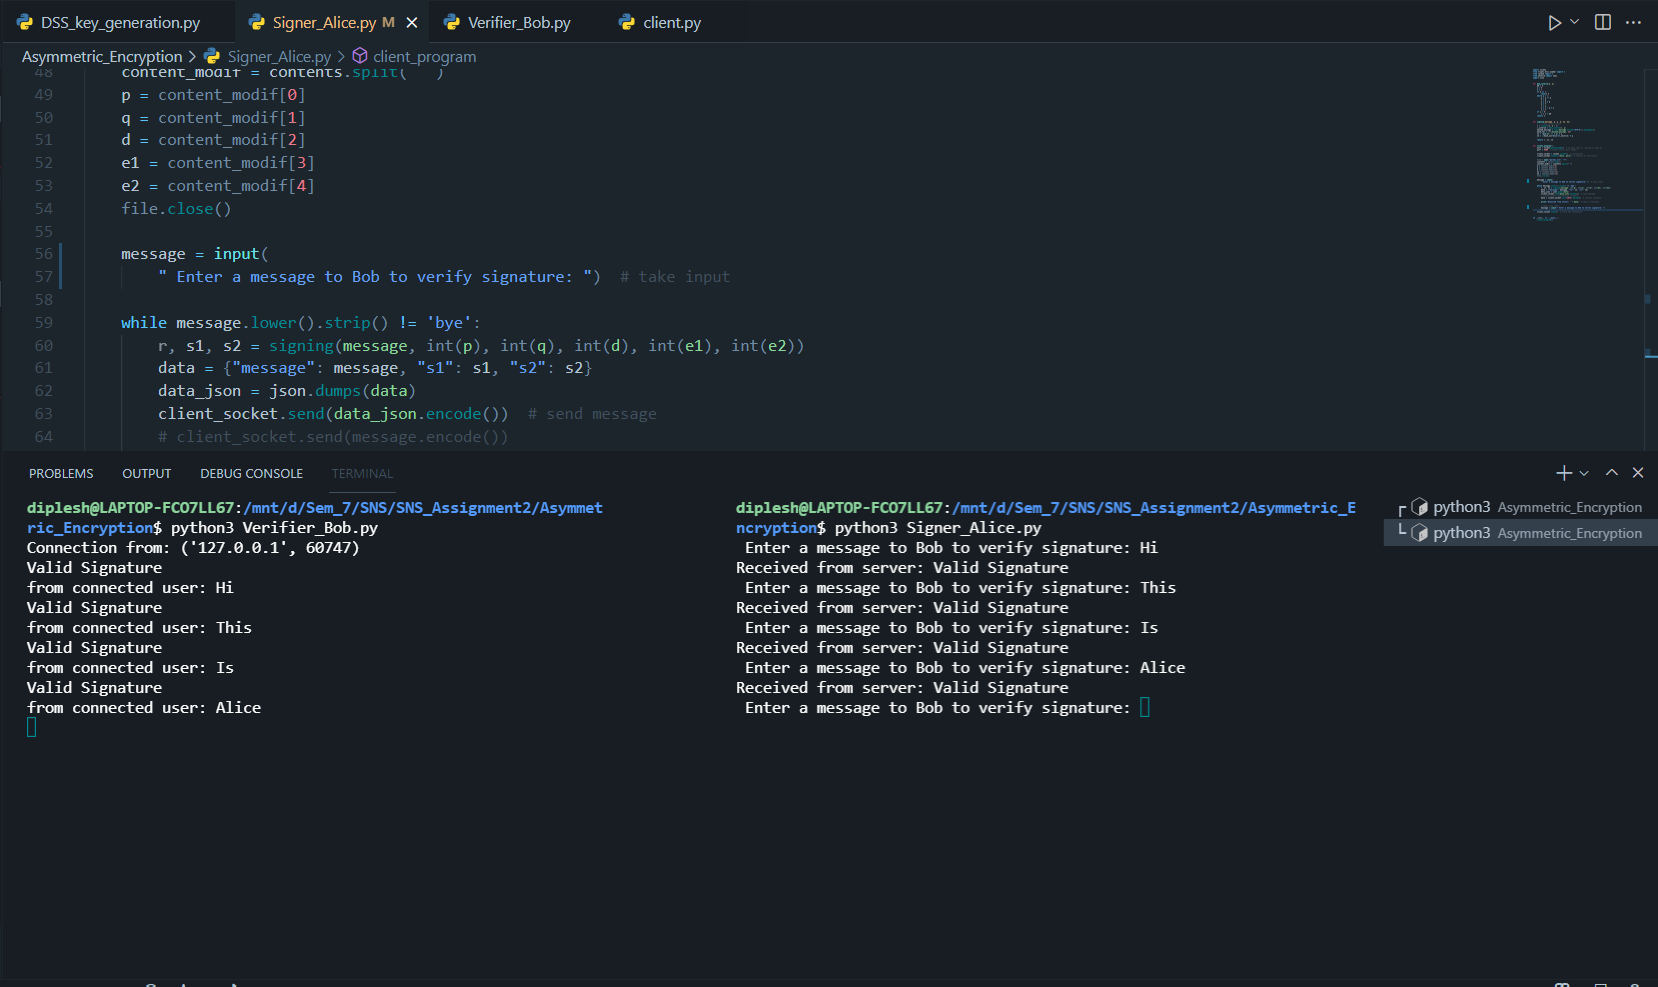 DSS_key_generation.py
Signer_Alice.py M
Verifier_Bob.py
client.py
Asymmetric_Encryption > Signer_Alice.py > client_program
48 content_modif = contents.split(" ")
49 p = content_modif[0]
50 q = content_modif[1]
51 d = content_modif[2]
52 e1 = content_modif[3]
53 e2 = content_modif[4]
54 file.close()
55
56 message = input(
57 " Enter a message to Bob to verify signature: ")  # take input
58
59 while message.lower().strip() != 'bye':
60 r, s1, s2 = signing(message, int(p), int(q), int(d), int(e1), int(e2))
61 data = {"message": message, "s1": s1, "s2": s2}
62 data_json = json.dumps(data)
63 client_socket.send(data_json.encode())  # send message
64 # client_socket.send(message.encode())
PROBLEMS OUTPUT DEBUG CONSOLE TERMINAL
diplesh@LAPTOP-FCO7LL67:/mnt/d/Sem_7/SNS/SNS_Assignment2/Asymmet
ric_Encryption$ python3 Verifier_Bob.py
Connection from: ('127.0.0.1', 60747)
Valid Signature
from connected user: Hi
Valid Signature
from connected user: This
Valid Signature
from connected user: Is
Valid Signature
from connected user: Alice
diplesh@LAPTOP-FCO7LL67:/mnt/d/Sem_7/SNS/SNS_Assignment2/Asymmetric_E
ncryption$ python3 Signer_Alice.py
Enter a message to Bob to verify signature: Hi
Received from server: Valid Signature
Enter a message to Bob to verify signature: This
Received from server: Valid Signature
Enter a message to Bob to verify signature: Is
Received from server: Valid Signature
Enter a message to Bob to verify signature: Alice
Received from server: Valid Signature
Enter a message to Bob to verify signature:
python3 Asymmetric_Encryption
python3 Asymmetric_Encryption